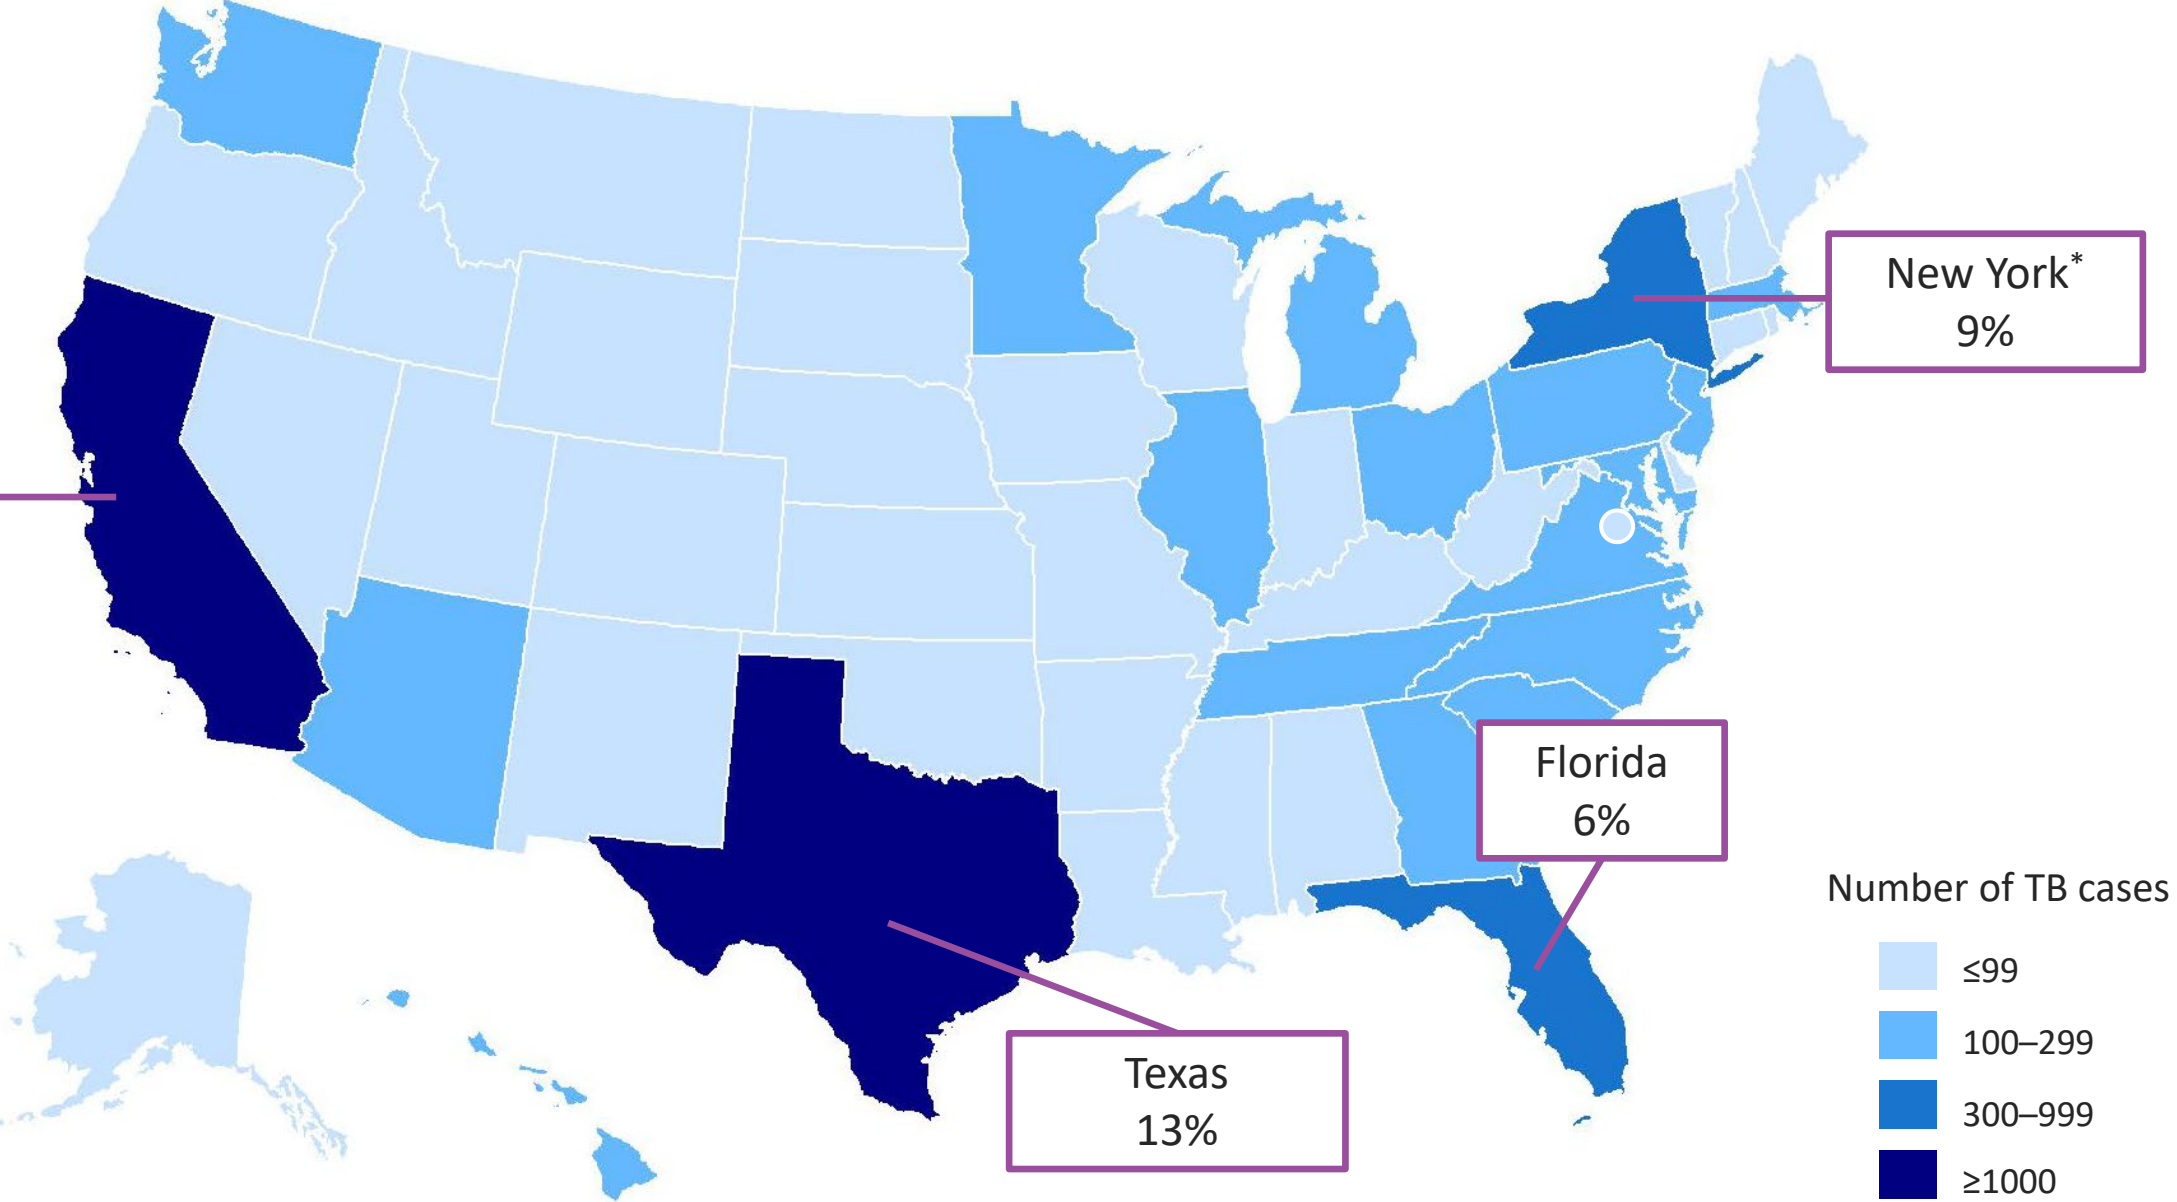 New York*
9%
Florida
6%
Texas
13%
Number of TB cases
≤99
100–299
300–999
≥1000